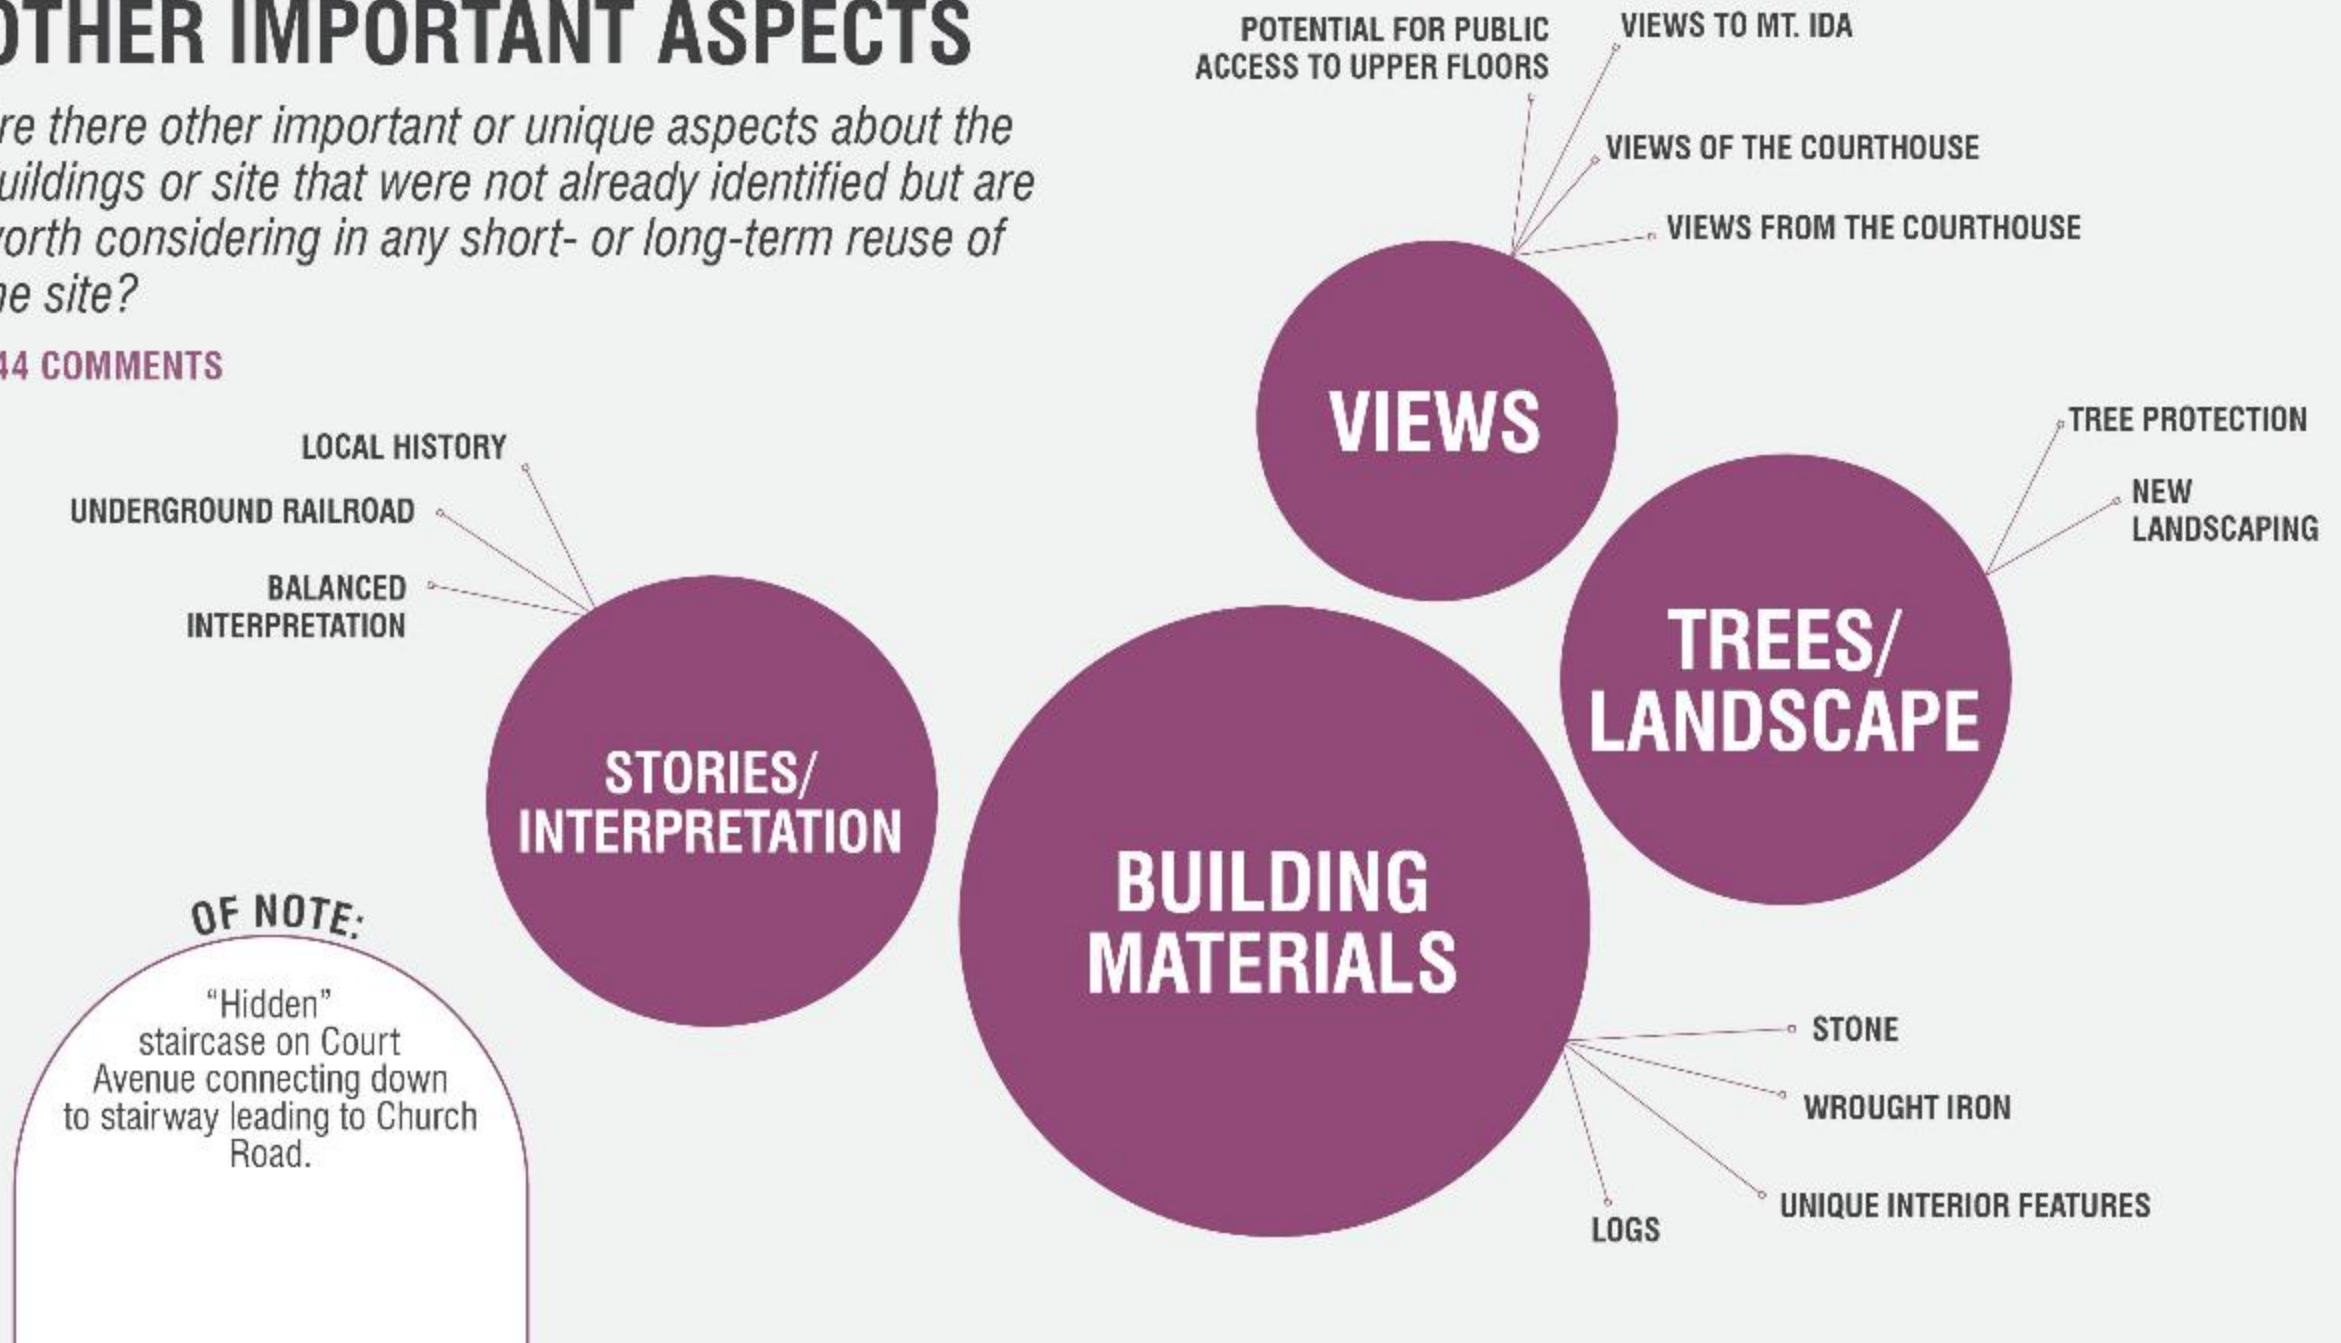 OTHER IMPORTANT ASPECTS
re there other important or unique aspects about the
uildings or site that were not already identified but are
orth considering in any short- or long-term reuse of
he site?
44 COMMENTS
POTENTIAL FOR PUBLIC
ACCESS TO UPPER FLOORS
VIEWS TO MT. IDA
VIEWS OF THE COURTHOUSE
VIEWS FROM THE COURTHOUSE
VIEWS
TREE PROTECTION
NEW
LANDSCAPING
TREES/
LANDSCAPE
LOCAL HISTORY
UNDERGROUND RAILROAD
BALANCED
INTERPRETATION
STORIES/
INTERPRETATION
BUILDING
MATERIALS
STONE
WROUGHT IRON
UNIQUE INTERIOR FEATURES
LOGS
OF NOTE:
“Hidden”
staircase on Court
Avenue connecting down
to stairway leading to Church
Road.